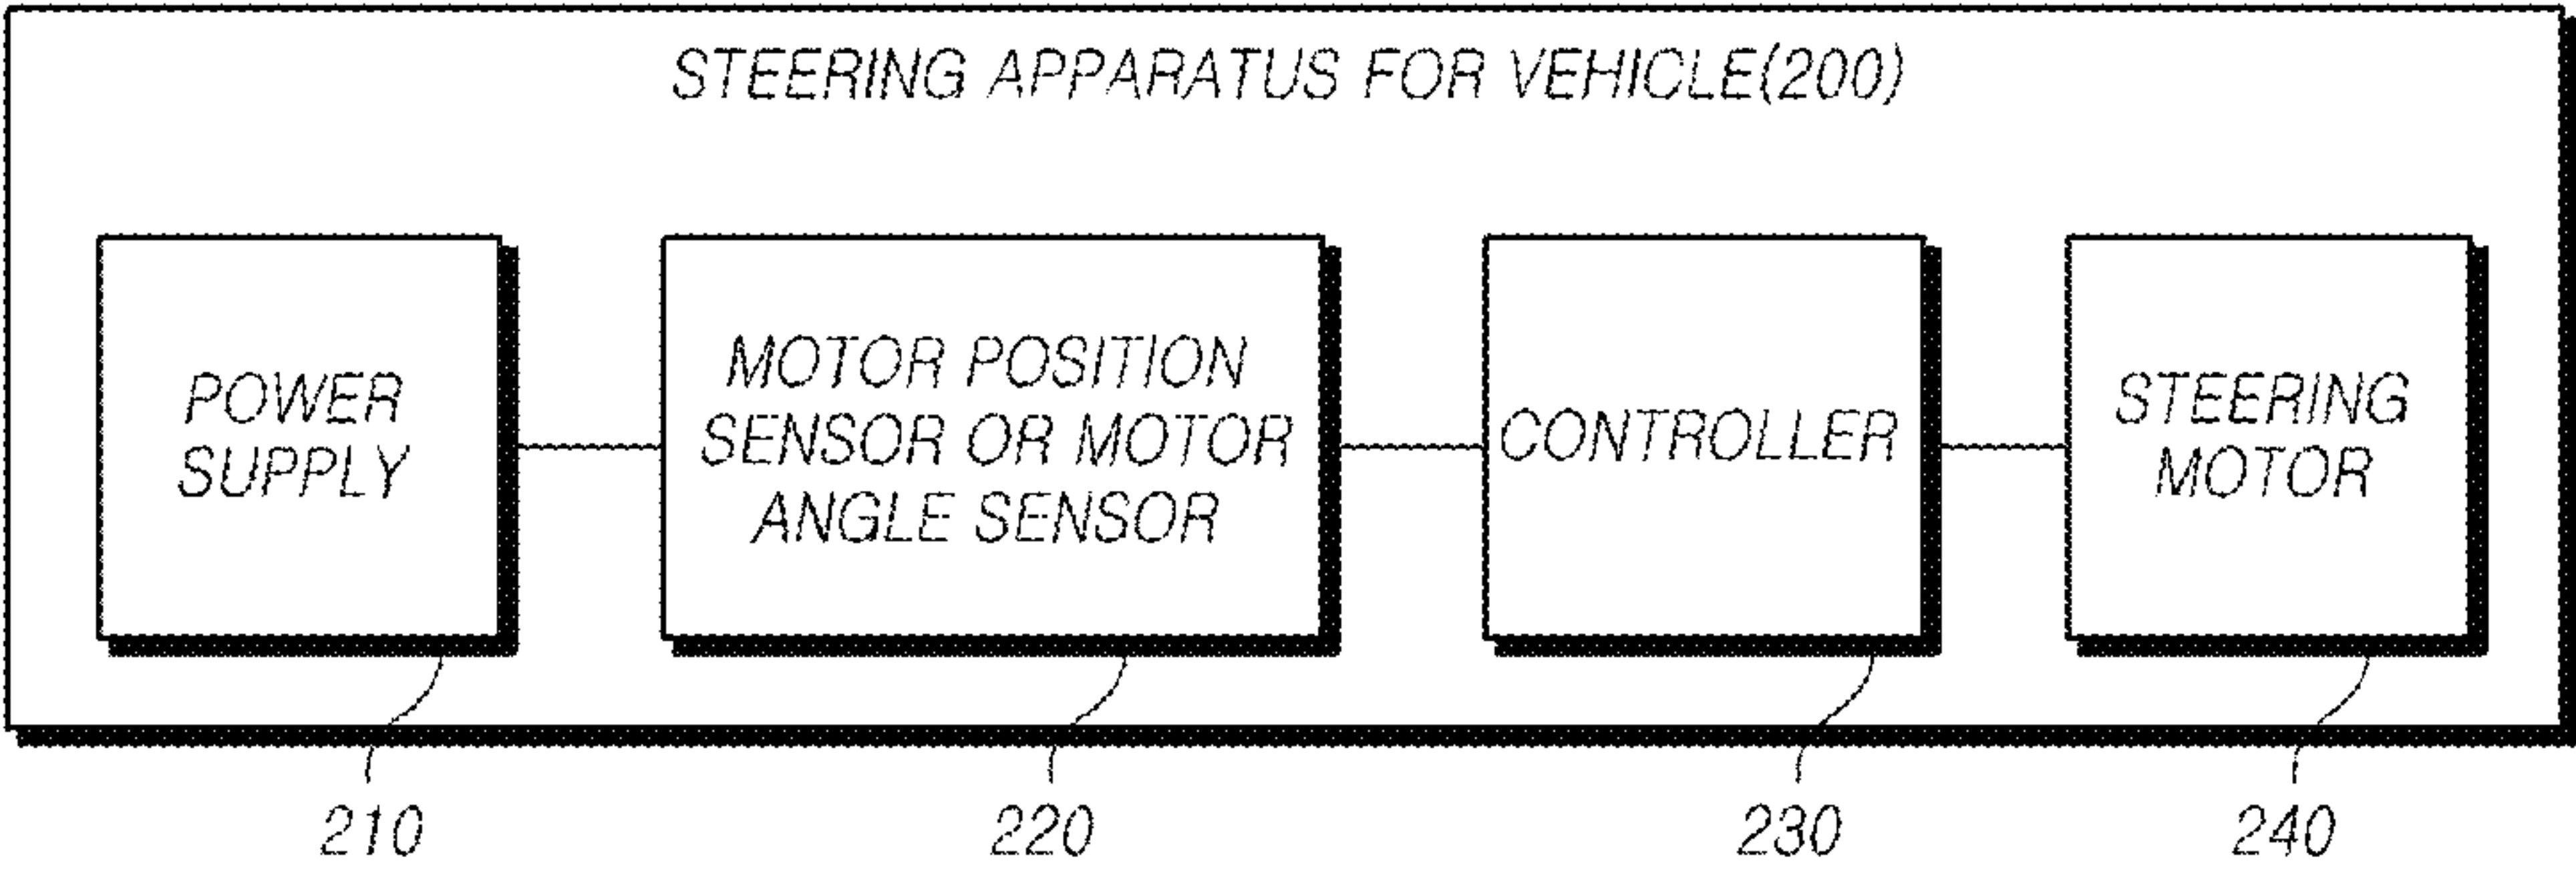 STEERING APPARATUS FOR VEHICLE(200)
POWER
SUPPLY
MOTOR POSITION
SENSOR OR MOTOR
ANGLE SENSOR
CONTROLLER
STEERING
MOTOR
210
220
230
240